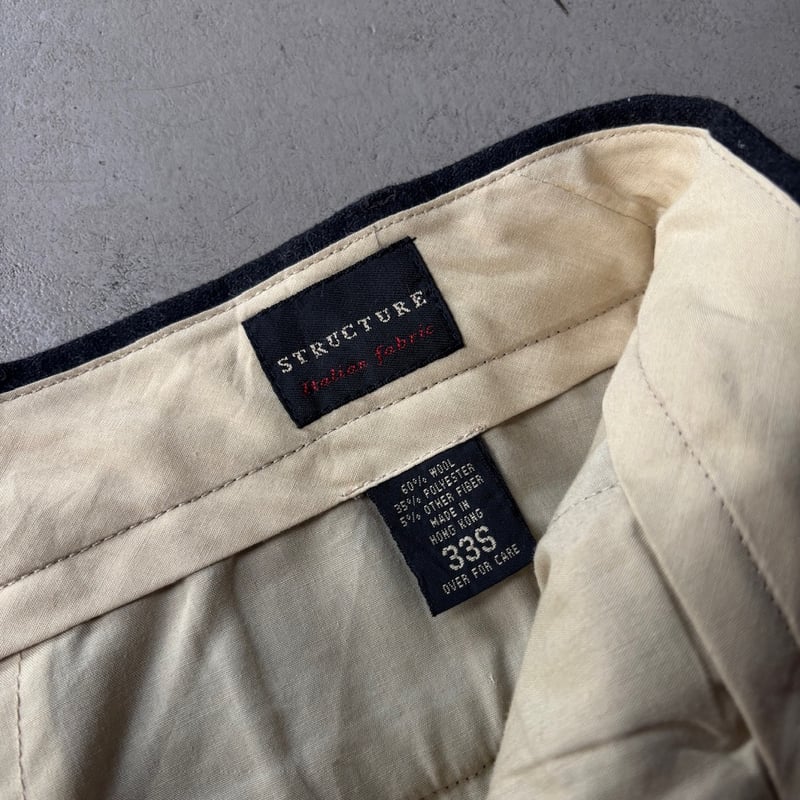 STRUCTURE
Italian fabric
60% WOOL
35% POLYESTER
5% OTHER FIBER
MADE IN
HONG KONG
33S
OVER FOR CARE